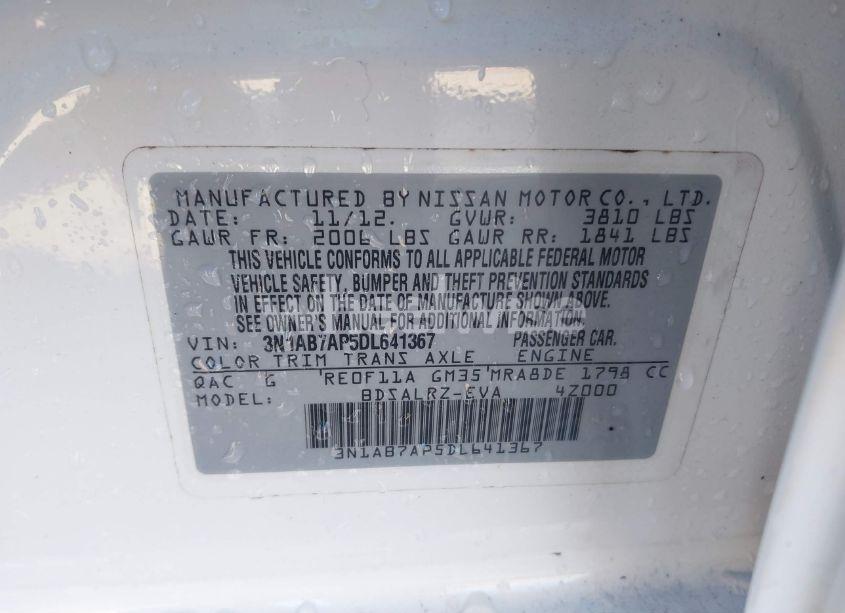 MANUFACTURED BY NISSAN MOTOR CO., LTD.
DATE: 11/12. GVWR: 3810 LBS
GAWR FR: 2006 LBS GAWR RR: 1841 LBS
THIS VEHICLE CONFORMS TO ALL APPLICABLE FEDERAL MOTOR
VEHICLE SAFETY, BUMPER AND THEFT PREVENTION STANDARDS
IN EFFECT ON THE DATE OF MANUFACTURE SHOWN ABOVE.
SEE OWNER'S MANUAL FOR ADDITIONAL INFORMATION.
VIN: 3N1AB7AP5DL641367 PASSENGER CAR.
COLOR TRIM TRANS AXLE ENGINE
QAC G RE0F11A GM35 MRA8DE 1798 CC
MODEL: BDSALRZ-EVA 4Z000
3N1AB7AP5DL641367